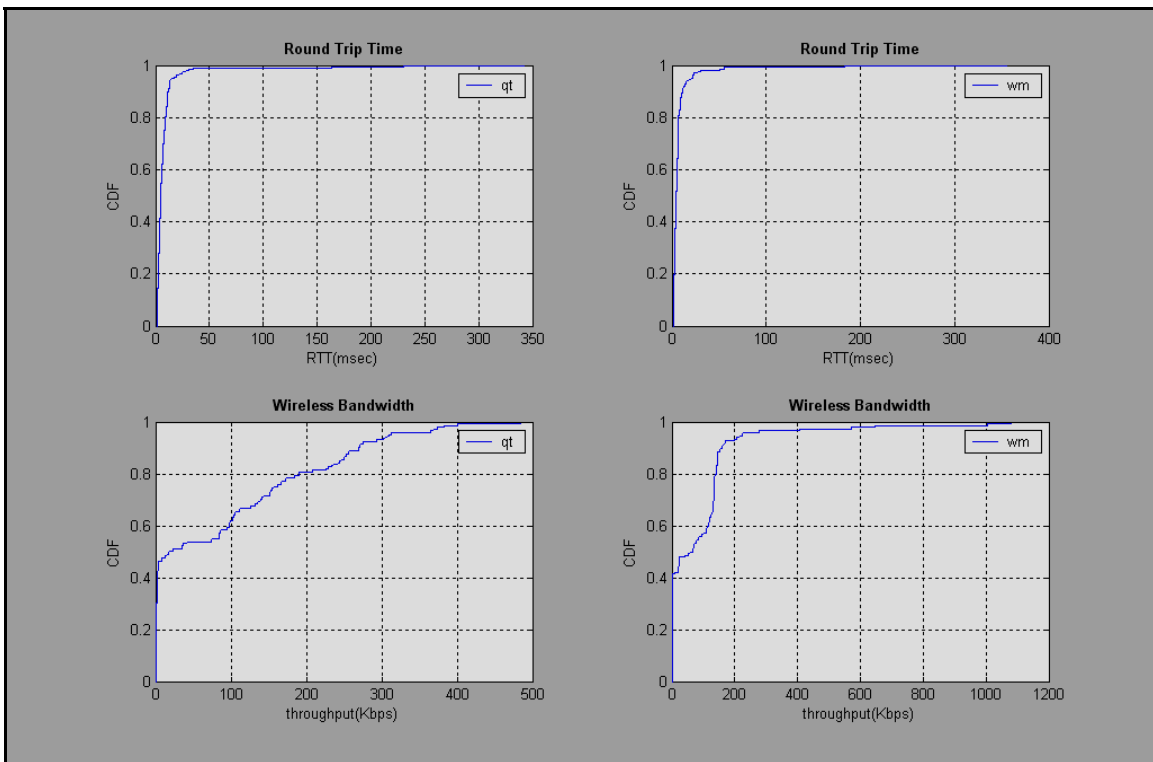 Round Trip Time
1
0.8
0.6
0.4
0.2
0
CDF
qt
0 50 100 150 200 250 300 350
RTT(msec)
Round Trip Time
1
0.8
0.6
0.4
0.2
0
CDF
wm
0 100 200 300 400
RTT(msec)
Wireless Bandwidth
1
0.8
0.6
0.4
0.2
0
CDF
qt
0 100 200 300 400 500
throughput(Kbps)
Wireless Bandwidth
1
0.8
0.6
0.4
0.2
0
CDF
wm
0 200 400 600 800 1000 1200
throughput(Kbps)